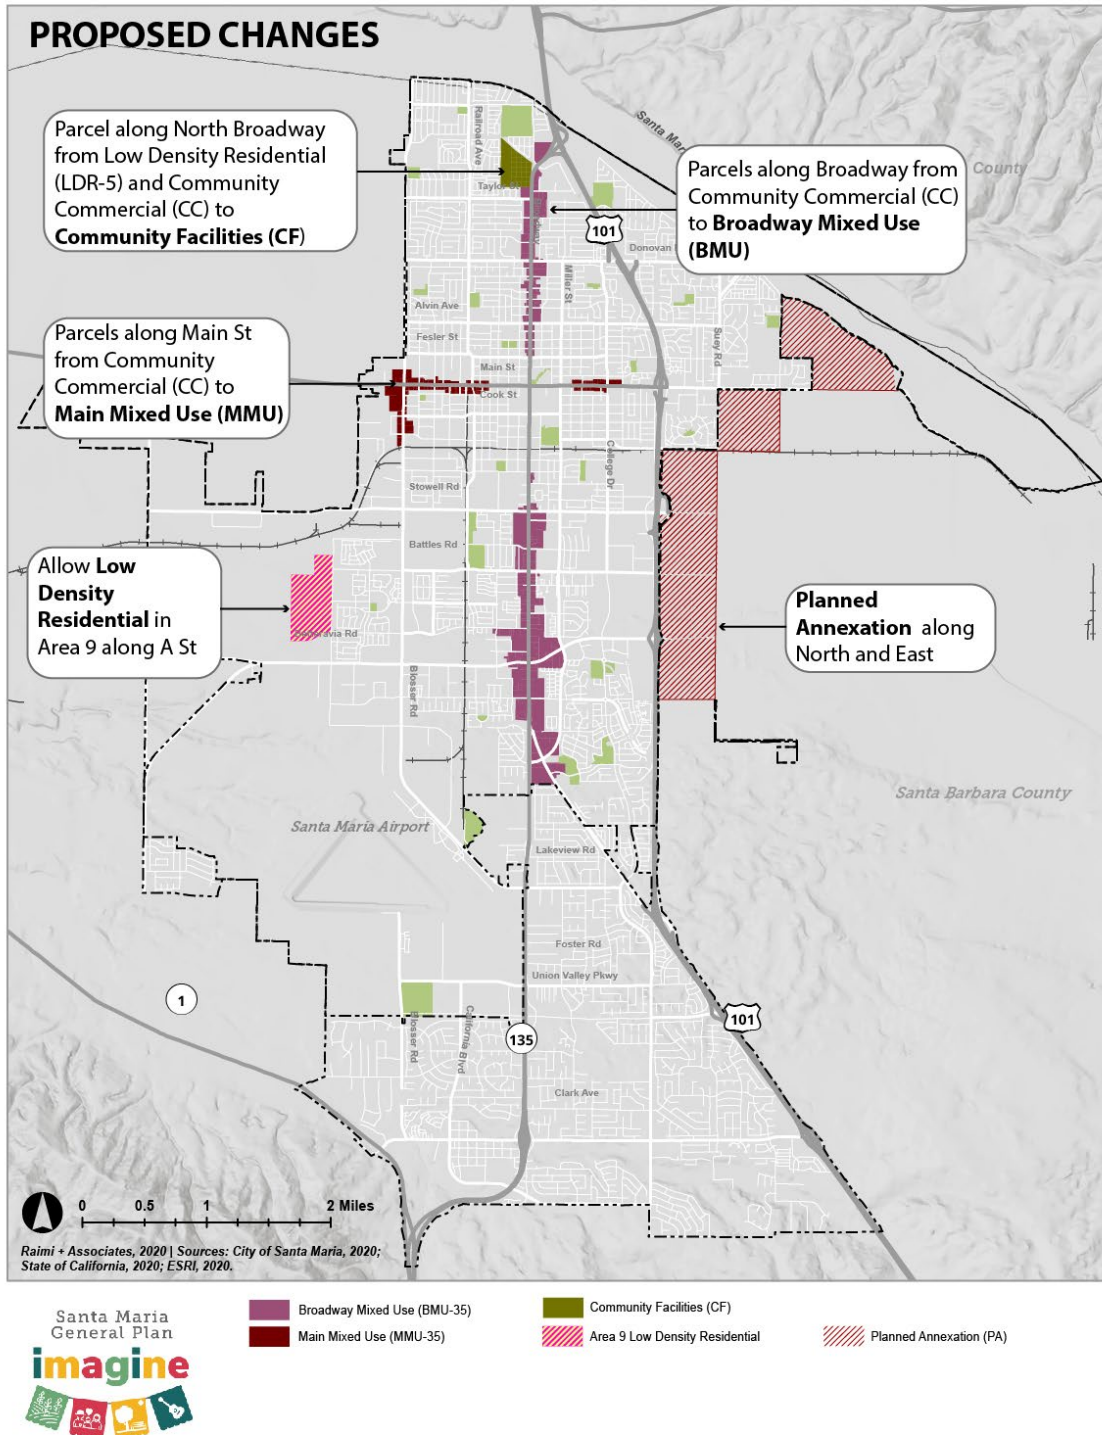 PROPOSED CHANGES
Parcel along North Broadway
from Low Density Residential
(LDR-5) and Community
Commercial (CC) to
Community Facilities (CF)
Parcels along Broadway from
Community Commercial (CC)
to Broadway Mixed Use
(BMU)
Parcels along Main St
from Community
Commercial (CC) to
Main Mixed Use (MMU)
Allow Low
Density
Residential in
Area 9 along A St
Planned
Annexation along
North and East
Railroad Ave
Santa
County
101
Donovan
Miller St
Alvin Ave
Fesler St
Suey Rd
Main St
Cook St
College Dr
Stowell Rd
Battles Rd
Blosser Rd
Santa Barbara County
Santa Maria Airport
Lakeview Rd
Foster Rd
Union Valley Pkwy
1
101
Blosser Rd
California Blvd
135
Clark Ave
0 0.5 1 2 Miles
Raimi + Associates, 2020 | Sources: City of Santa Maria, 2020;
State of California, 2020; ESRI, 2020.
Santa Maria
General Plan
imagine
Broadway Mixed Use (BMU-35)
Main Mixed Use (MMU-35)
Community Facilities (CF)
Area 9 Low Density Residential
Planned Annexation (PA)